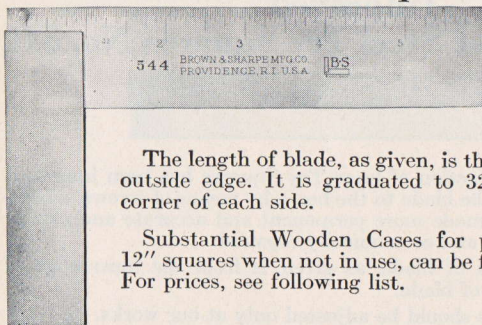 2 3 4 5
544 BROWN & SHARPE MFG.CO. B&S
PROVIDENCE.R.I. U.S.A.
The length of blade, as given, is th
outside edge. It is graduated to 32
corner of each side.
Substantial Wooden Cases for p
12″ squares when not in use, can be f
For prices, see following list.